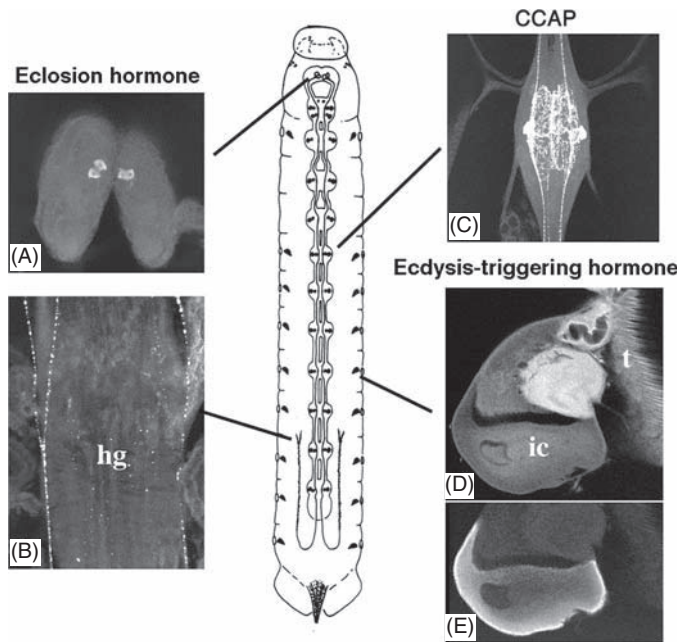 Eclosion hormone
(A)
(B)
hg
CCAP
(C)
Ecdysis-triggering hormone
t
ic
(D)
(E)